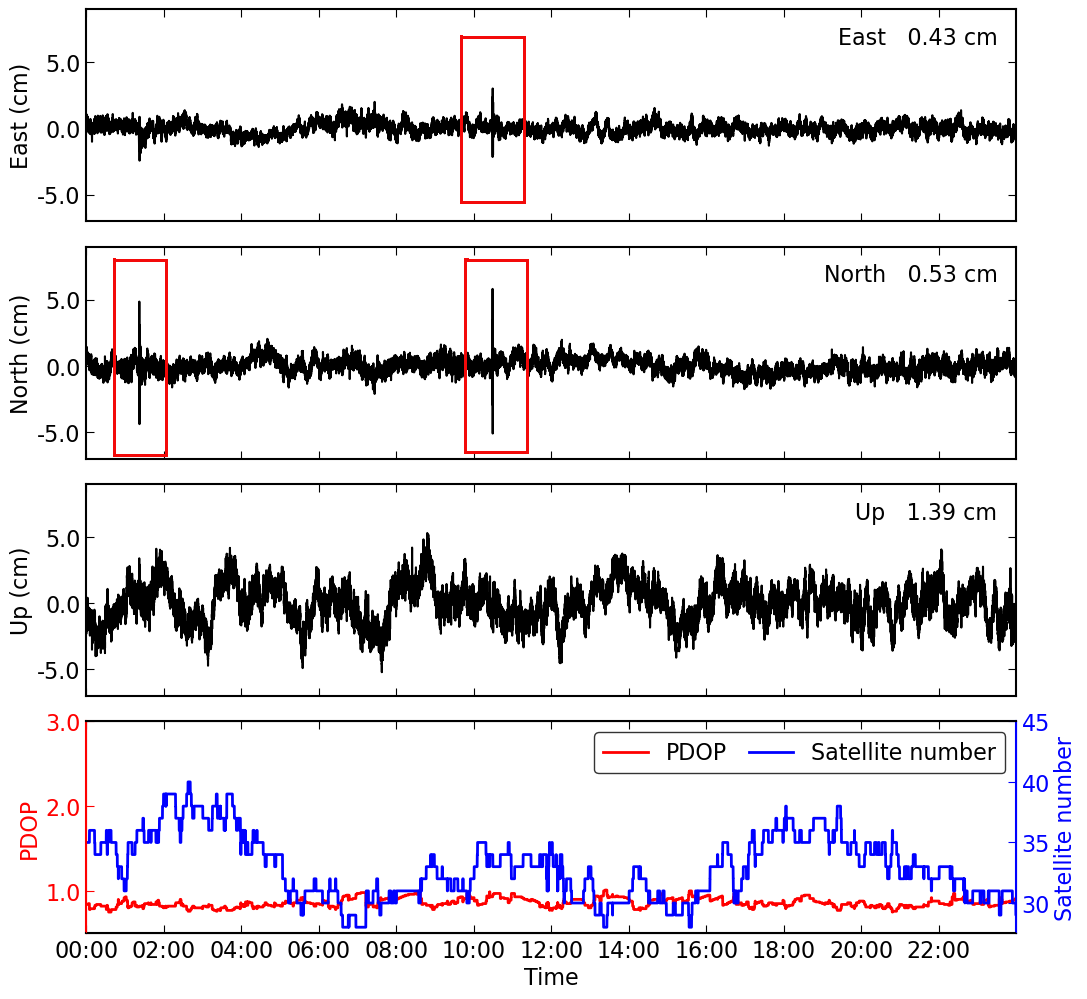 East (cm)
5.0
0.0
-5.0
East 0.43 cm
North (cm)
5.0
0.0
-5.0
North 0.53 cm
Up (cm)
5.0
0.0
-5.0
Up 1.39 cm
PDOP
3.0
2.0
1.0
PDOP Satellite number
45
40
35
30
Satellite number
00:00 02:00 04:00 06:00 08:00 10:00 12:00 14:00 16:00 18:00 20:00 22:00
Time